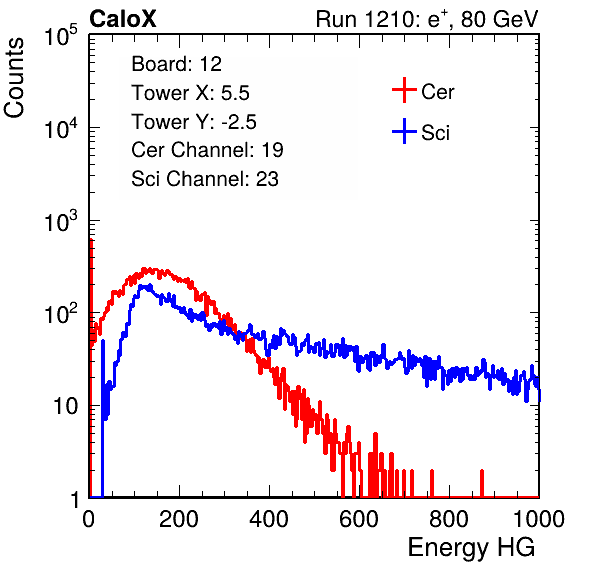 CaloX Run 1210: e+, 80 GeV
Counts
10^5
10^4
10^3
10^2
10
1
Board: 12
Tower X: 5.5
Tower Y: -2.5
Cer Channel: 19
Sci Channel: 23
Cer
Sci
0 200 400 600 800 1000
Energy HG